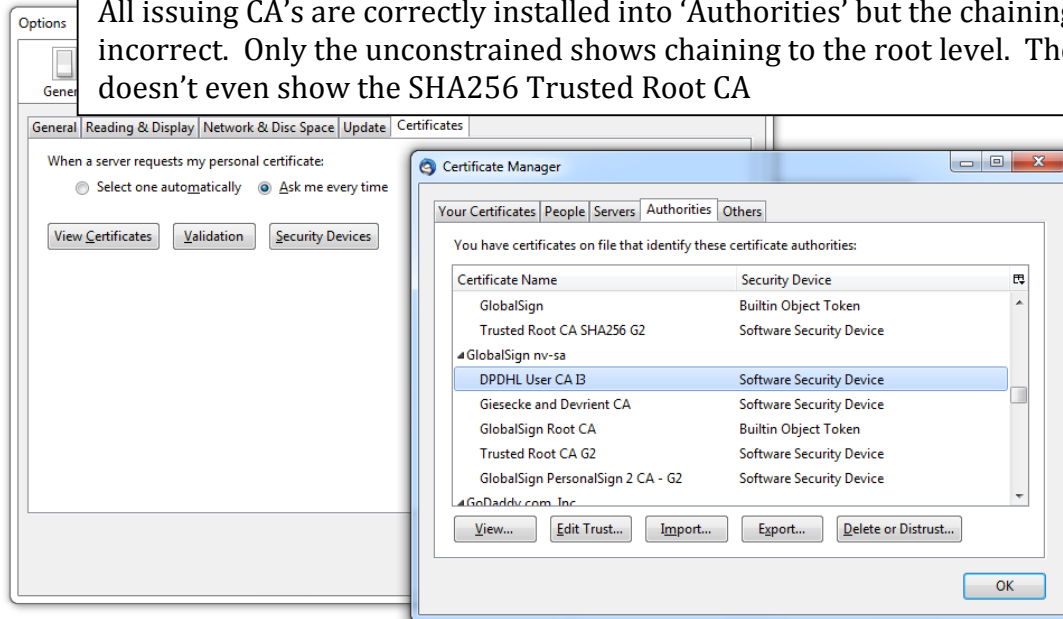 All issuing CA's are correctly installed into 'Authorities' but the chaining
incorrect. Only the unconstrained shows chaining to the root level.
doesn't even show the SHA256 Trusted Root CA
Options
General Reading & Display Network & Disc Space Update Certificates
When a server requests my personal certificate:
Select one automatically Ask me every time
View Certificates Validation Security Devices
Certificate Manager
Your Certificates People Servers Authorities Others
You have certificates on file that identify these certificate authorities:
Certificate Name Security Device
GlobalSign Builtin Object Token
Trusted Root CA SHA256 G2 Software Security Device
GlobalSign nv-sa
DPDHL User CA I3 Software Security Device
Giesecke and Devrient CA Software Security Device
GlobalSign Root CA Builtin Object Token
Trusted Root CA G2 Software Security Device
GlobalSign PersonalSign 2 CA - G2 Software Security Device
GoDaddy.com, Inc.
View... Edit Trust... Import... Export... Delete or Distrust...
OK